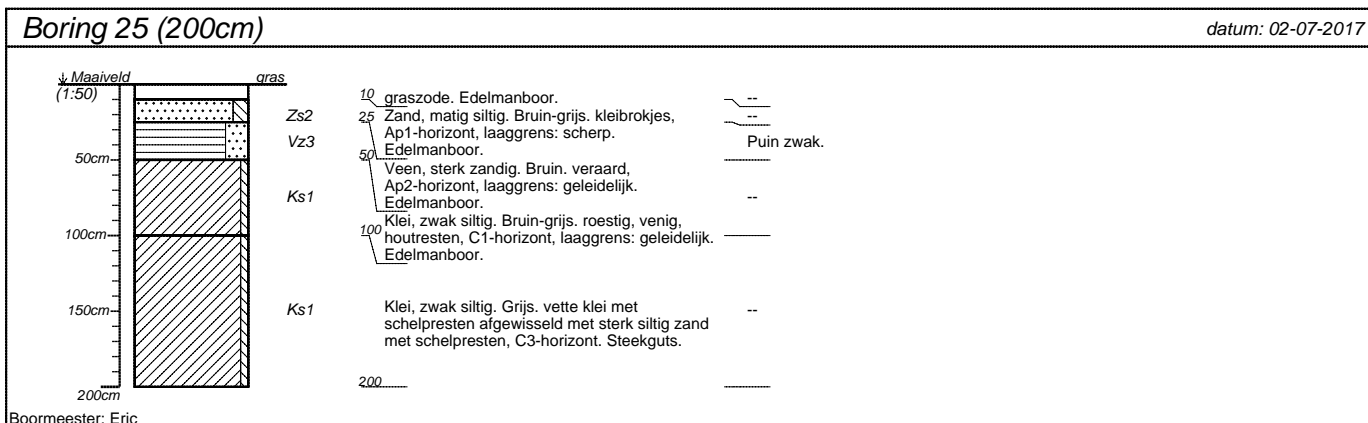 Boring 25 (200cm)
datum: 02-07-2017
Maaiveld
gras
(1:50)
10 graszode. Edelmanboor. --
Zs2
25 Zand, matig siltig. Bruin-grijs. kleibrokjes, --
Ap1-horizont, laaggrens: scherp.
Edelmanboor.
Vz3
Puin zwak.
50cm
50 Veen, sterk zandig. Bruin. veraard,
Ap2-horizont, laaggrens: geleidelijk.
Edelmanboor.
Ks1
--
100cm
100 Klei, zwak siltig. Bruin-grijs. roestig, venig,
houtresten, C1-horizont, laaggrens: geleidelijk.
Edelmanboor.
150cm
Ks1
Klei, zwak siltig. Grijs. vette klei met --
schelpresten afgewisseld met sterk siltig zand
met schelpresten, C3-horizont. Steekguts.
200
200cm
Boormeester: Eric